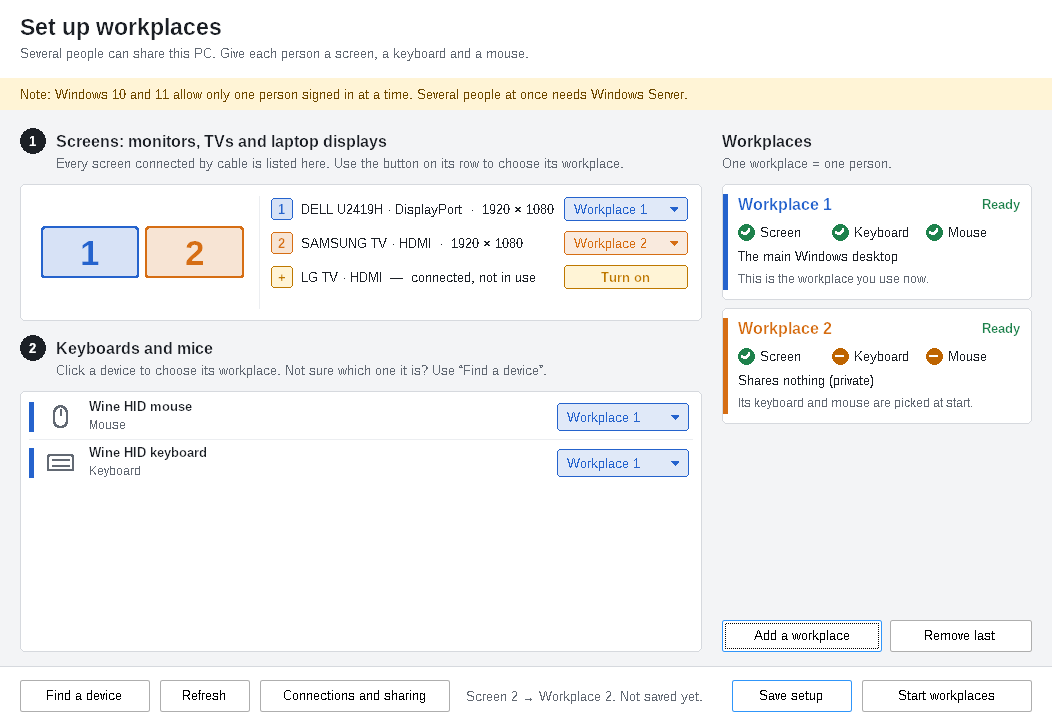 Set up workplaces
Several people can share this PC. Give each person a screen, a keyboard and a mouse.
Note: Windows 10 and 11 allow only one person signed in at a time. Several people at once needs Windows Server.
1 Screens: monitors, TVs and laptop displays
Every screen connected by cable is listed here. Use the button on its row to choose its workplace.
1 2
1 DELL U2419H · DisplayPort · 1920 × 1080 Workplace 1
2 SAMSUNG TV · HDMI · 1920 × 1080 Workplace 2
+ LG TV · HDMI — connected, not in use Turn on
2 Keyboards and mice
Click a device to choose its workplace. Not sure which one it is? Use “Find a device”.
Wine HID mouse
Mouse
Workplace 1
Wine HID keyboard
Keyboard
Workplace 1
Workplaces
One workplace = one person.
Workplace 1 Ready
Screen Keyboard Mouse
The main Windows desktop
This is the workplace you use now.
Workplace 2 Ready
Screen Keyboard Mouse
Shares nothing (private)
Its keyboard and mouse are picked at start.
Add a workplace Remove last
Find a device Refresh Connections and sharing Screen 2 → Workplace 2. Not saved yet. Save setup Start workplaces